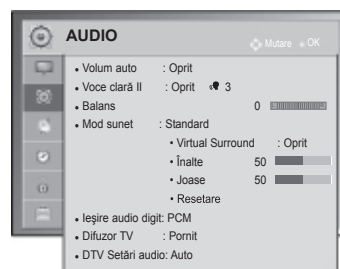 AUDIO
Mutare OK
• Volum auto : Oprit
• Voce clară II : Oprit 3
• Balans 0
• Mod sunet : Standard
• Virtual Surround : Oprit
• Înalte 50
• Joase 50
• Resetare
• Ieşire audio digit: PCM
• Difuzor TV : Pornit
• DTV Setări audio: Auto